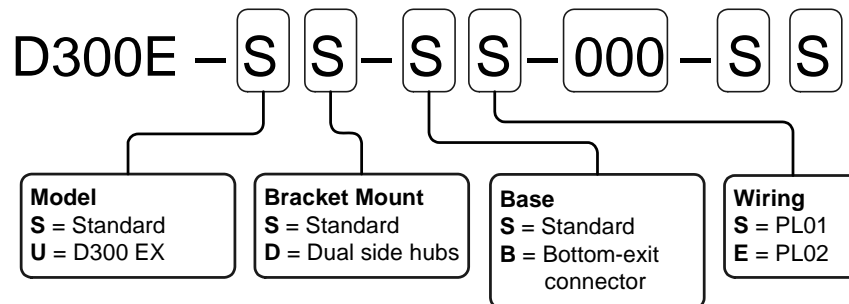 D300E – S S – S S – 000 – S S
Model
S = Standard
U = D300 EX
Bracket Mount
S = Standard
D = Dual side hubs
Base
S = Standard
B = Bottom-exit
connector
Wiring
S = PL01
E = PL02